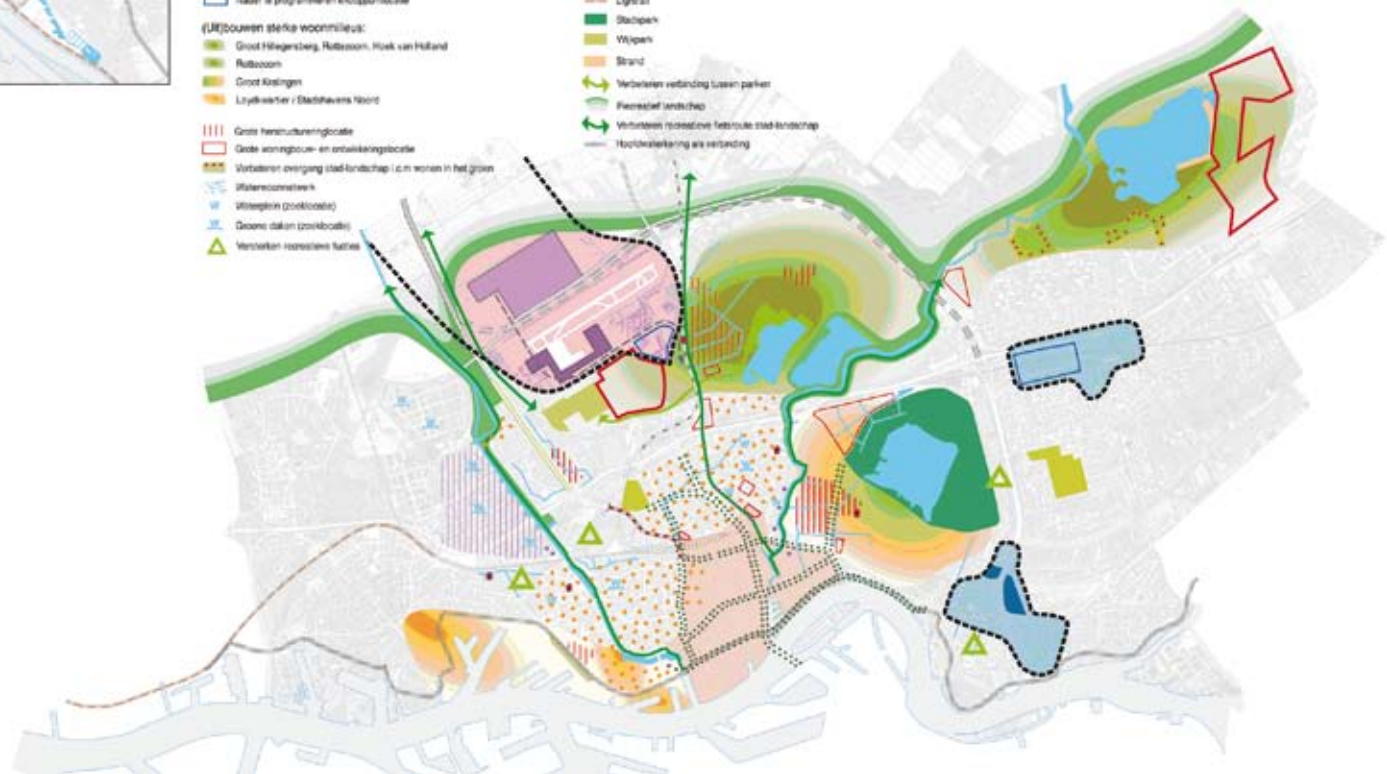 (Uit)bouwen sterke woonmilieus:
Groot Hillegersberg, Rottezoom, Hoek van Holland
Rottezoom
Groot Kralingen
Lloydkwartier / Stadshavens Noord
Grote herstructureringlocatie
Grote woningbouw- en ontwikkelingslocatie
Verbeteren overgang stad-landschap i.c.m wonen in het groen
Waterplein (zoeklocatie)
Groene daken (zoeklocatie)
Versterken recreatieve
Stadspark
Wijkpark
Strand
Verbeteren verbinding tussen parken
Recreatief landschap
Verbeteren recreatieve fietsroute stad-landschap
Hoofdwaterkering als verbinding